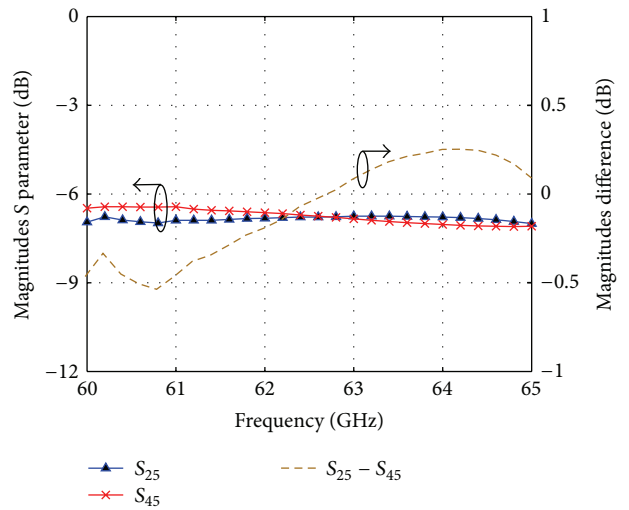 Magnitudes S parameter (dB)
0
−3
−6
−9
−12
60
61
62
63
64
65
Frequency (GHz)
1
0.5
0
−0.5
−1
Magnitudes difference (dB)
S25
S45
S25 − S45